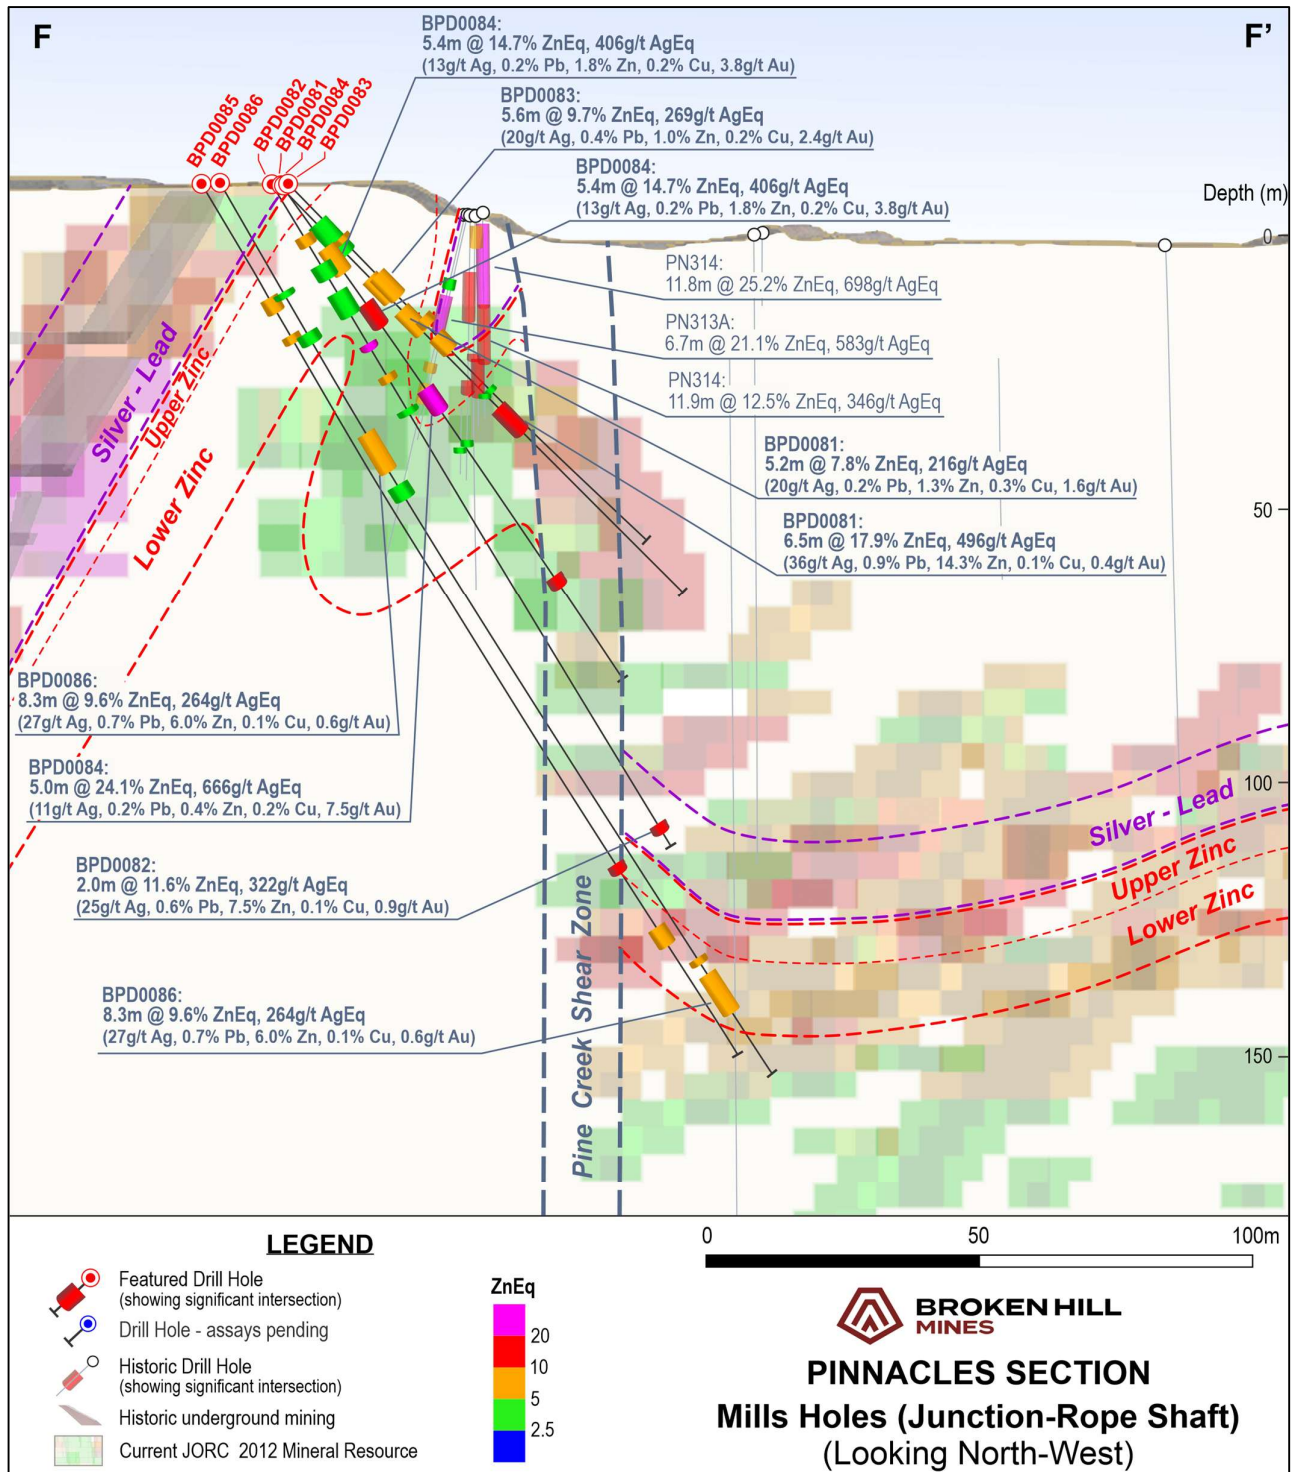 F
F'
BPD0085
BPD0086
BPD0082
BPD0081
BPD0084
BPD0083
BPD0084:
5.4m @ 14.7% ZnEq, 406g/t AgEq
(13g/t Ag, 0.2% Pb, 1.8% Zn, 0.2% Cu, 3.8g/t Au)
BPD0083:
5.6m @ 9.7% ZnEq, 269g/t AgEq
(20g/t Ag, 0.4% Pb, 1.0% Zn, 0.2% Cu, 2.4g/t Au)
BPD0084:
5.4m @ 14.7% ZnEq, 406g/t AgEq
(13g/t Ag, 0.2% Pb, 1.8% Zn, 0.2% Cu, 3.8g/t Au)
Depth (m)
0
PN314:
11.8m @ 25.2% ZnEq, 698g/t AgEq
PN313A:
6.7m @ 21.1% ZnEq, 583g/t AgEq
PN314:
11.9m @ 12.5% ZnEq, 346g/t AgEq
BPD0081:
5.2m @ 7.8% ZnEq, 216g/t AgEq
(20g/t Ag, 0.2% Pb, 1.3% Zn, 0.3% Cu, 1.6g/t Au)
50
BPD0081:
6.5m @ 17.9% ZnEq, 496g/t AgEq
(36g/t Ag, 0.9% Pb, 14.3% Zn, 0.1% Cu, 0.4g/t Au)
Silver - Lead
Upper Zinc
Lower Zinc
BPD0086:
8.3m @ 9.6% ZnEq, 264g/t AgEq
(27g/t Ag, 0.7% Pb, 6.0% Zn, 0.1% Cu, 0.6g/t Au)
BPD0084:
5.0m @ 24.1% ZnEq, 666g/t AgEq
(11g/t Ag, 0.2% Pb, 0.4% Zn, 0.2% Cu, 7.5g/t Au)
100
Silver - Lead
Upper Zinc
Lower Zinc
BPD0082:
2.0m @ 11.6% ZnEq, 322g/t AgEq
(25g/t Ag, 0.6% Pb, 7.5% Zn, 0.1% Cu, 0.9g/t Au)
BPD0086:
8.3m @ 9.6% ZnEq, 264g/t AgEq
(27g/t Ag, 0.7% Pb, 6.0% Zn, 0.1% Cu, 0.6g/t Au)
Pine Creek Shear Zone
150
LEGEND
Featured Drill Hole
(showing significant intersection)
Drill Hole - assays pending
Historic Drill Hole
(showing significant intersection)
Historic underground mining
Current JORC 2012 Mineral Resource
ZnEq
20
10
5
2.5
0 50 100m
BROKEN HILL
MINES
PINNACLES SECTION
Mills Holes (Junction-Rope Shaft)
(Looking North-West)